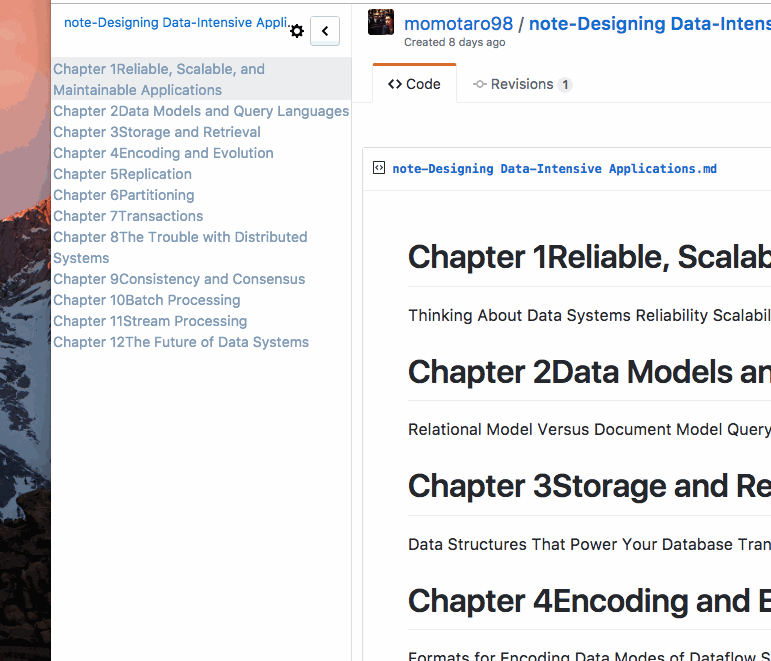 note-Designing Data-Intensive Appli...
Chapter 1Reliable, Scalable, and
Maintainable Applications
Chapter 2Data Models and Query Languages
Chapter 3Storage and Retrieval
Chapter 4Encoding and Evolution
Chapter 5Replication
Chapter 6Partitioning
Chapter 7Transactions
Chapter 8The Trouble with Distributed
Systems
Chapter 9Consistency and Consensus
Chapter 10Batch Processing
Chapter 11Stream Processing
Chapter 12The Future of Data Systems
momotaro98 / note-Designing Data-Intens
Created 8 days ago
<> Code
Revisions 1
note-Designing Data-Intensive Applications.md
Chapter 1Reliable, Scalab
Thinking About Data Systems Reliability Scalabil
Chapter 2Data Models an
Relational Model Versus Document Model Query
Chapter 3Storage and Re
Data Structures That Power Your Database Tran
Chapter 4Encoding and E
Formats for Encoding Data Modes of Dataflow S